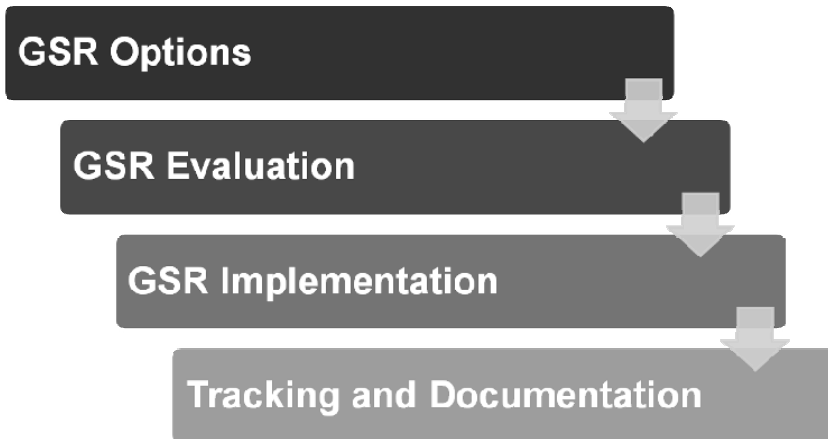 GSR Options
GSR Evaluation
GSR Implementation
Tracking and Documentation